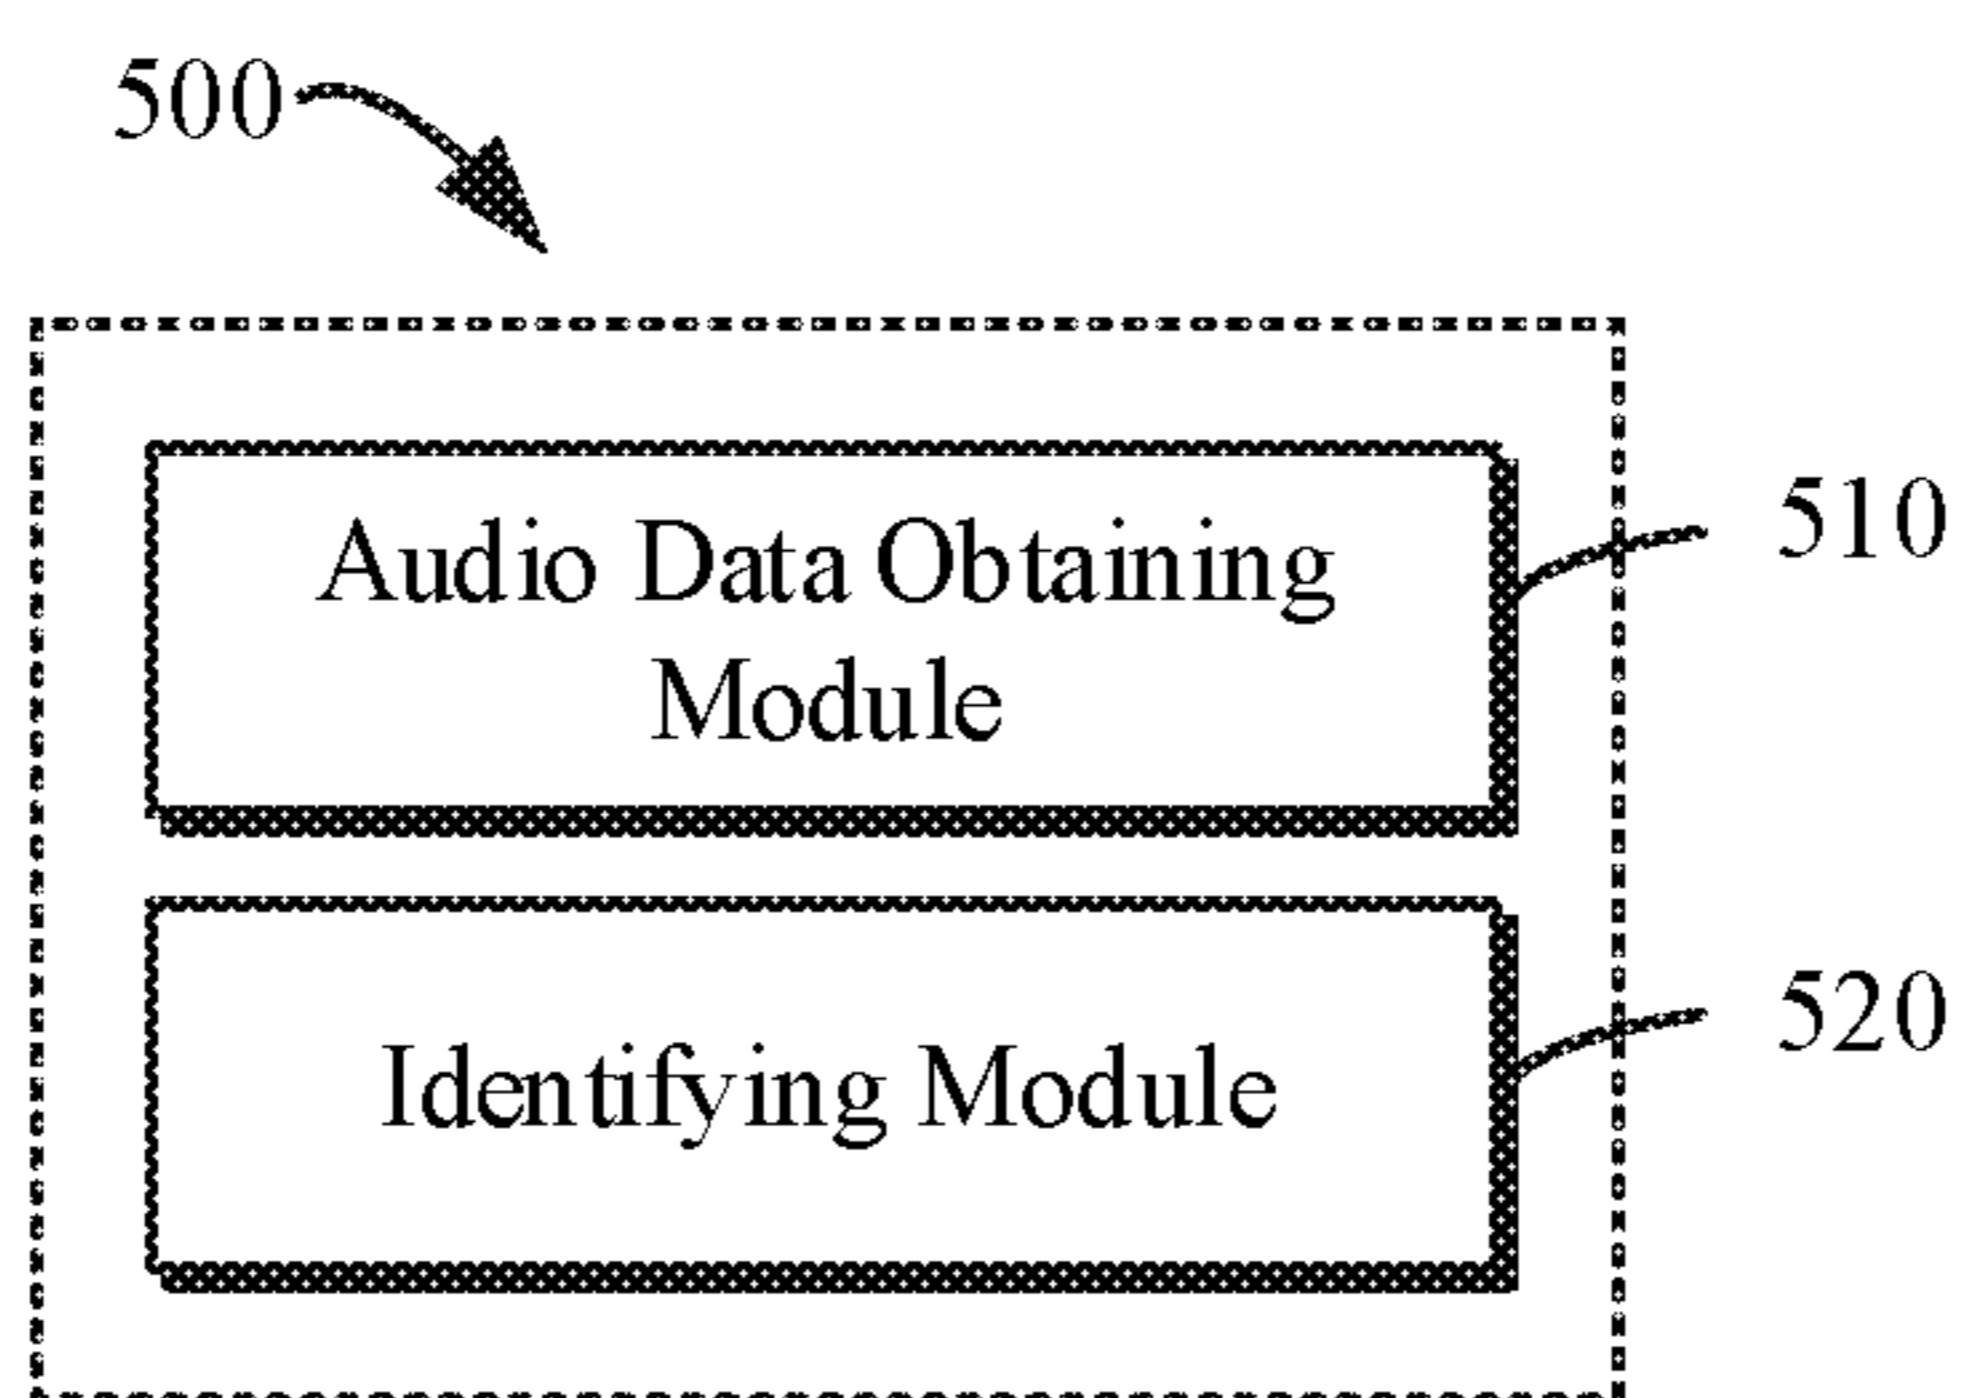 500
Audio Data Obtaining
Module
510
Identifying Module
520